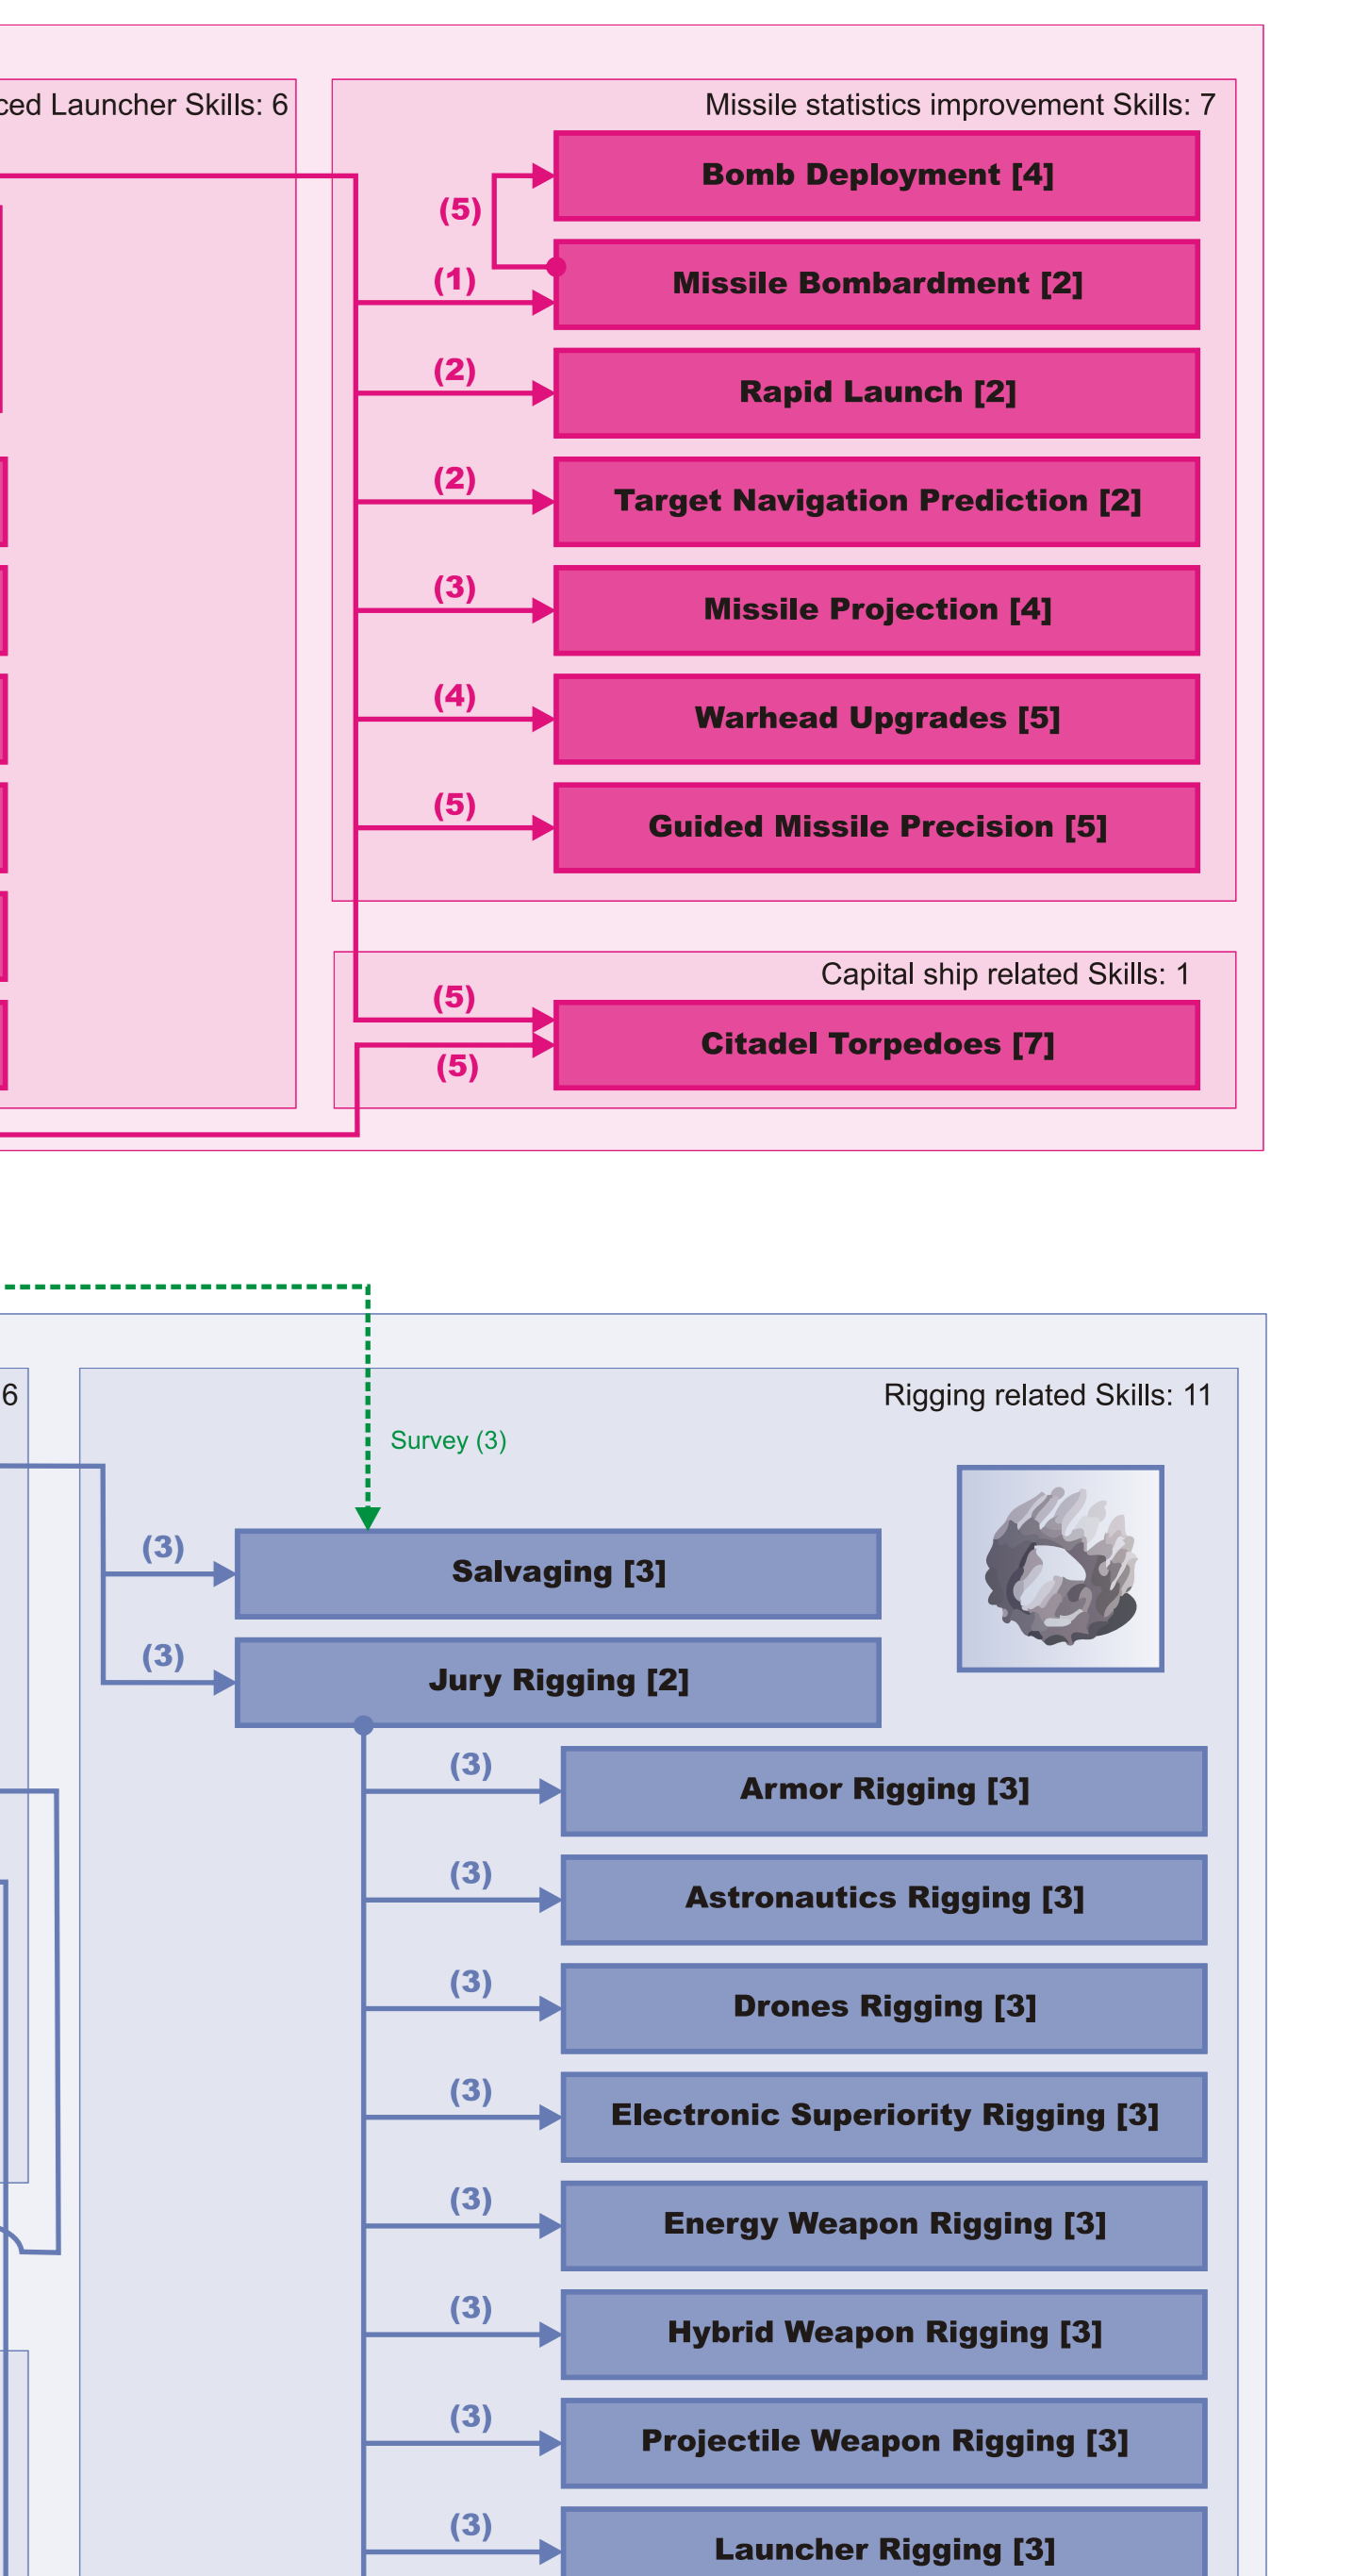 Launcher Skills: 6
Missile statistics improvement Skills: 7
Bomb Deployment [4]
(5)
(1)
Missile Bombardment [2]
(2)
Rapid Launch [2]
(2)
Target Navigation Prediction [2]
(3)
Missile Projection [4]
(4)
Warhead Upgrades [5]
(5)
Guided Missile Precision [5]
Capital ship related Skills: 1
(5)
Citadel Torpedoes [7]
(5)
6
Rigging related Skills: 11
Survey (3)
(3)
Salvaging [3]
(3)
Jury Rigging [2]
(3)
Armor Rigging [3]
(3)
Astronautics Rigging [3]
(3)
Drones Rigging [3]
(3)
Electronic Superiority Rigging [3]
(3)
Energy Weapon Rigging [3]
(3)
Hybrid Weapon Rigging [3]
(3)
Projectile Weapon Rigging [3]
(3)
Launcher Rigging [3]